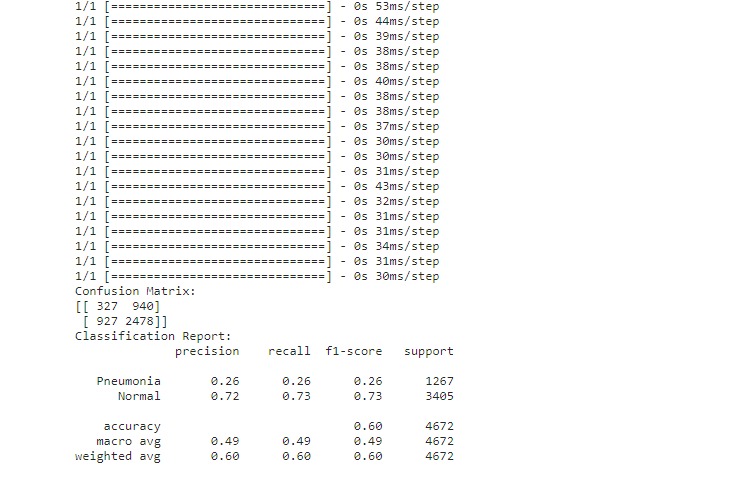 1/1 [==============================] - 0s 53ms/step
1/1 [==============================] - 0s 44ms/step
1/1 [==============================] - 0s 39ms/step
1/1 [==============================] - 0s 38ms/step
1/1 [==============================] - 0s 38ms/step
1/1 [==============================] - 0s 40ms/step
1/1 [==============================] - 0s 38ms/step
1/1 [==============================] - 0s 38ms/step
1/1 [==============================] - 0s 37ms/step
1/1 [==============================] - 0s 30ms/step
1/1 [==============================] - 0s 30ms/step
1/1 [==============================] - 0s 31ms/step
1/1 [==============================] - 0s 43ms/step
1/1 [==============================] - 0s 32ms/step
1/1 [==============================] - 0s 31ms/step
1/1 [==============================] - 0s 31ms/step
1/1 [==============================] - 0s 34ms/step
1/1 [==============================] - 0s 31ms/step
1/1 [==============================] - 0s 30ms/step
Confusion Matrix:
[[ 327  940]
 [ 927 2478]]
Classification Report:
              precision    recall  f1-score   support
   Pneumonia       0.26      0.26      0.26      1267
      Normal       0.72      0.73      0.73      3405
    accuracy                           0.60      4672
   macro avg       0.49      0.49      0.49      4672
weighted avg       0.60      0.60      0.60      4672